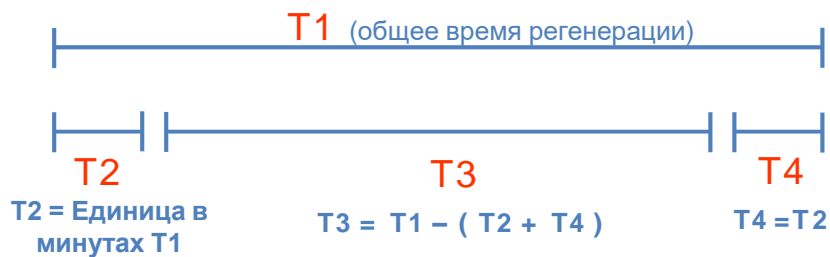 T1 (общее время регенерации)
T2
T3
T4
T2 = Единица в
минутах T1
T3 = T1 – ( T2 + T4 )
T4 =T2